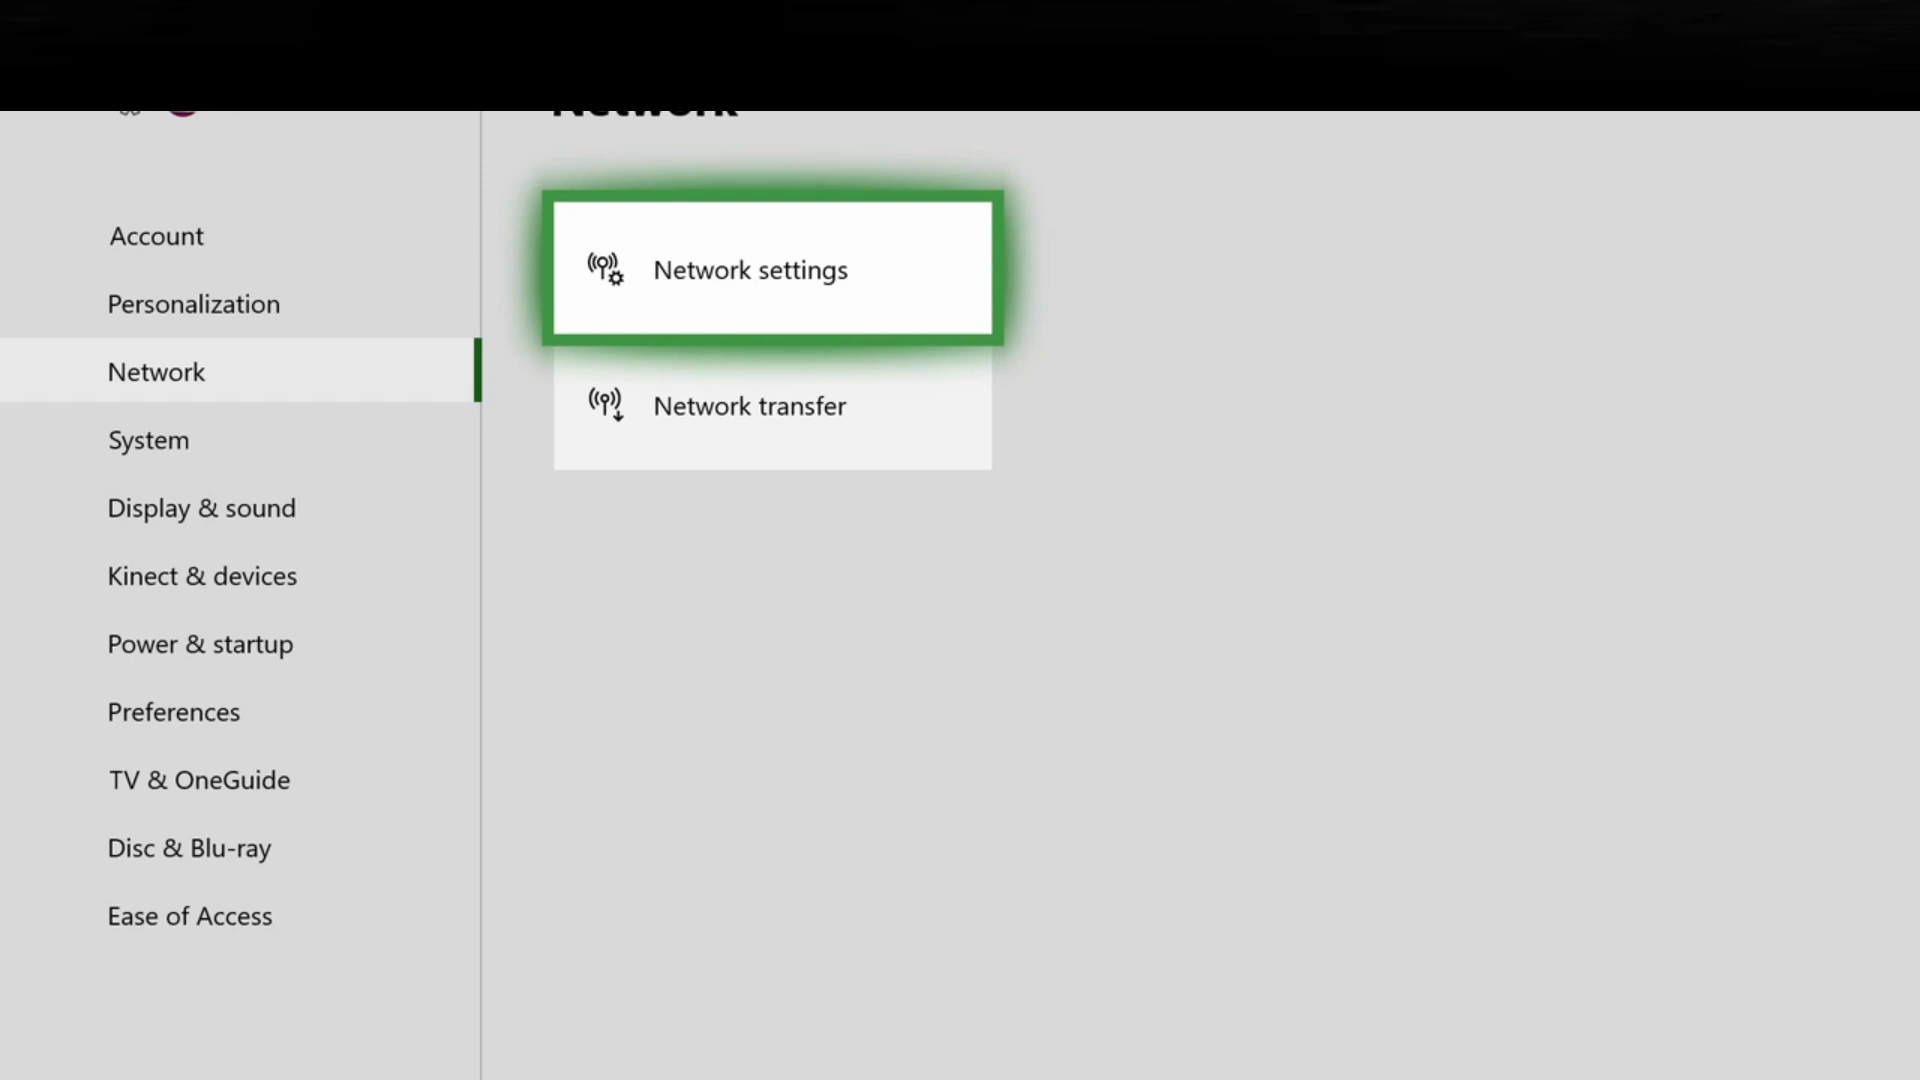 Network
Account
Personalization
Network
System
Display & sound
Kinect & devices
Power & startup
Preferences
TV & OneGuide
Disc & Blu-ray
Ease of Access
Network settings
Network transfer